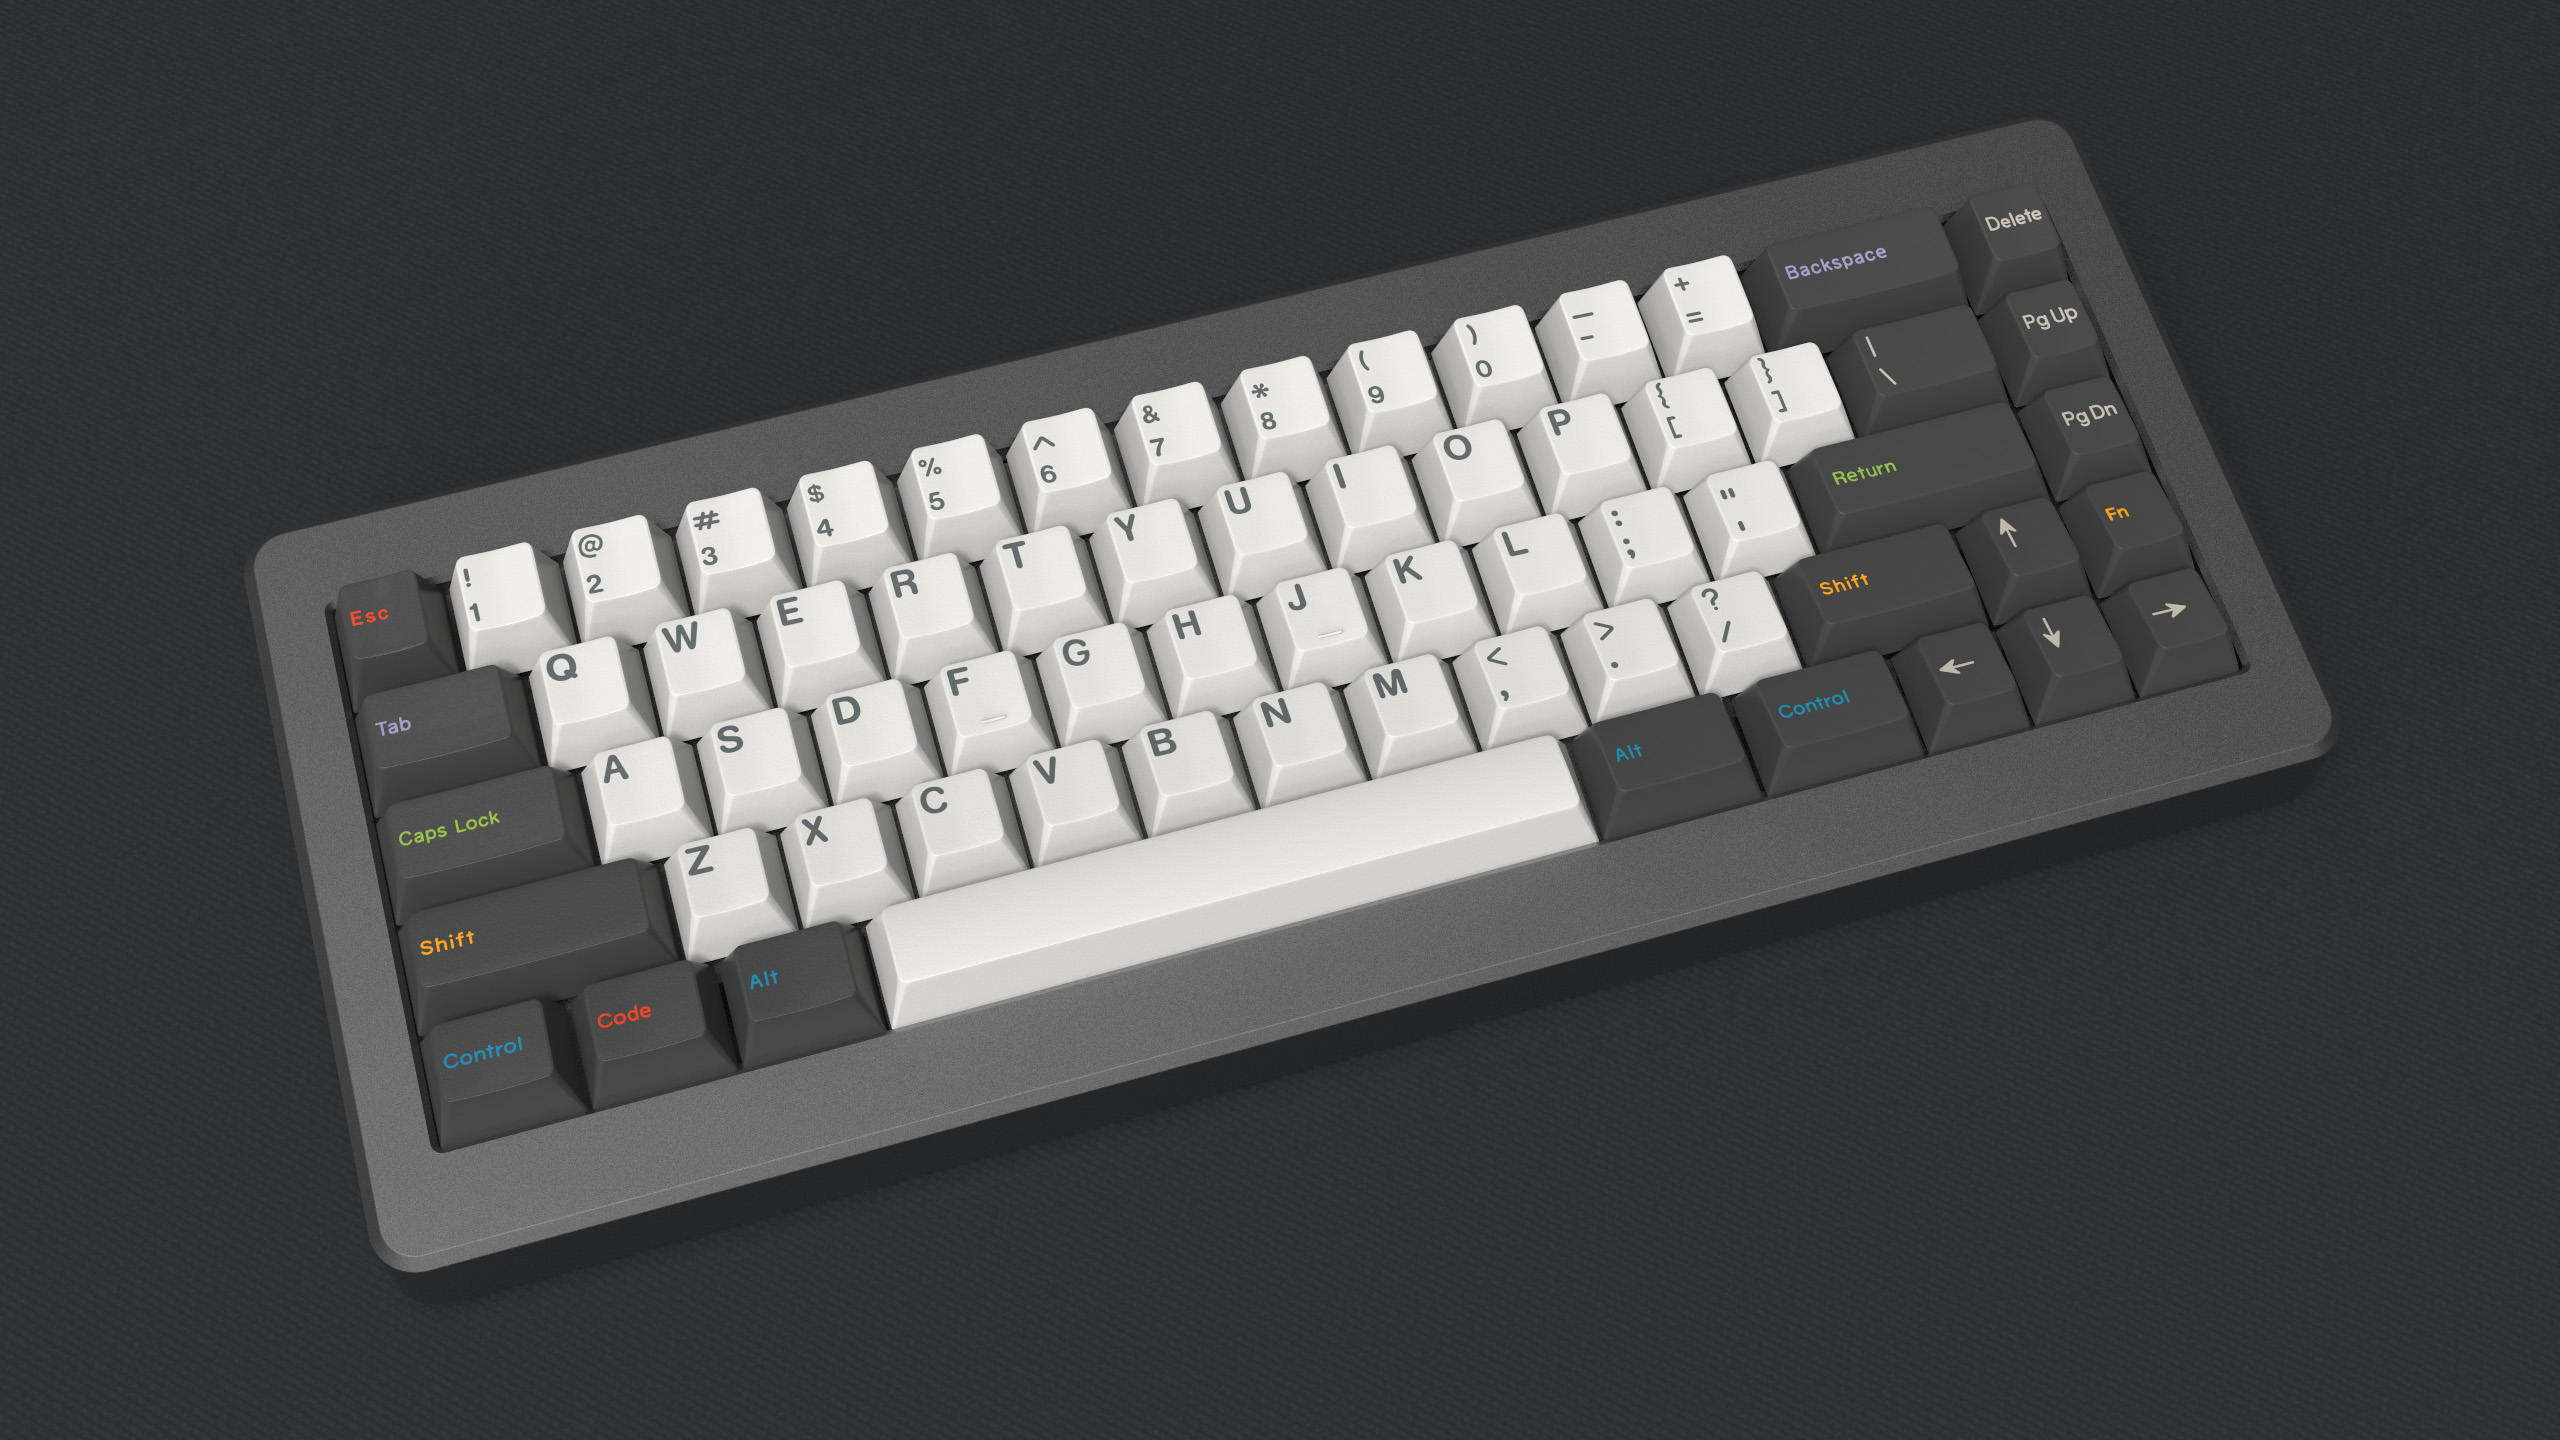 Esc ! 1 @ 2 # 3 $ 4 % 5 ^ 6 & 7 * 8 ( 9 ) 0 — - + = Backspace Delete
Tab Q W E R T Y U I O P { [ } ] | \ Pg Up
Caps Lock A S D F G H J K L : ; " ' Return Pg Dn
Shift Z X C V B N M < , > . ? / Shift ↑ Fn
Control Code Alt Alt Control ← ↓ →